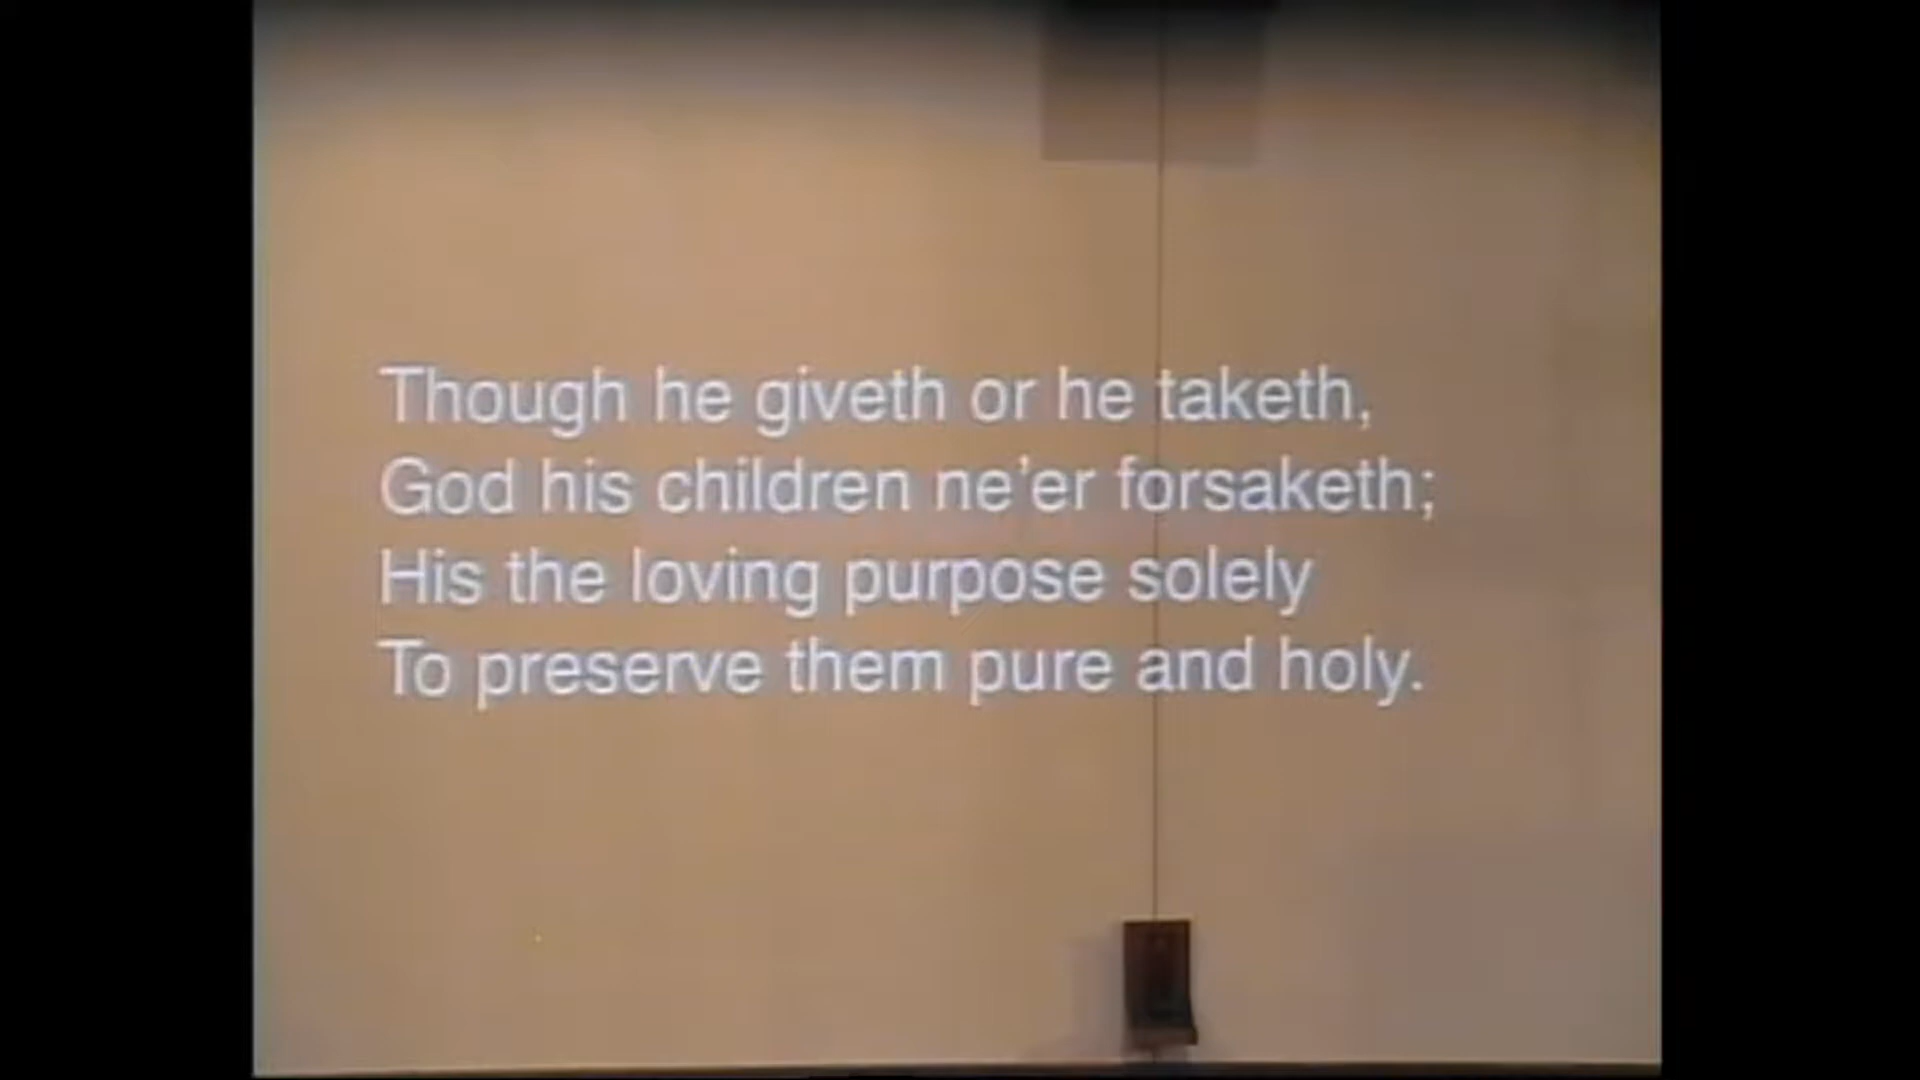 Though he giveth or he taketh,
God his children ne'er forsaketh;
His the loving purpose solely
To preserve them pure and holy.